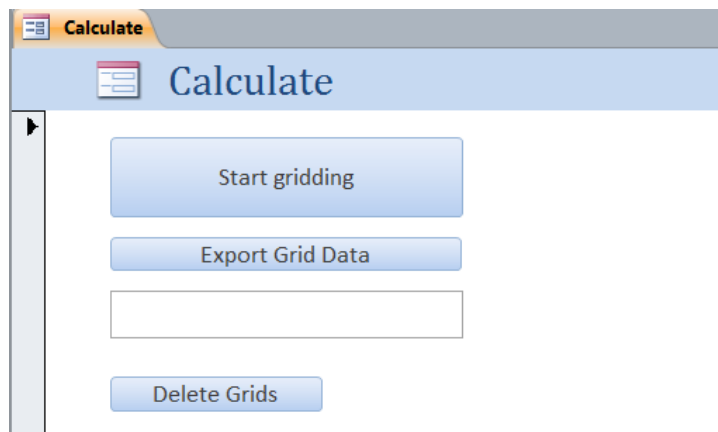 Calculate
Calculate
Start gridding
Export Grid Data
Delete Grids